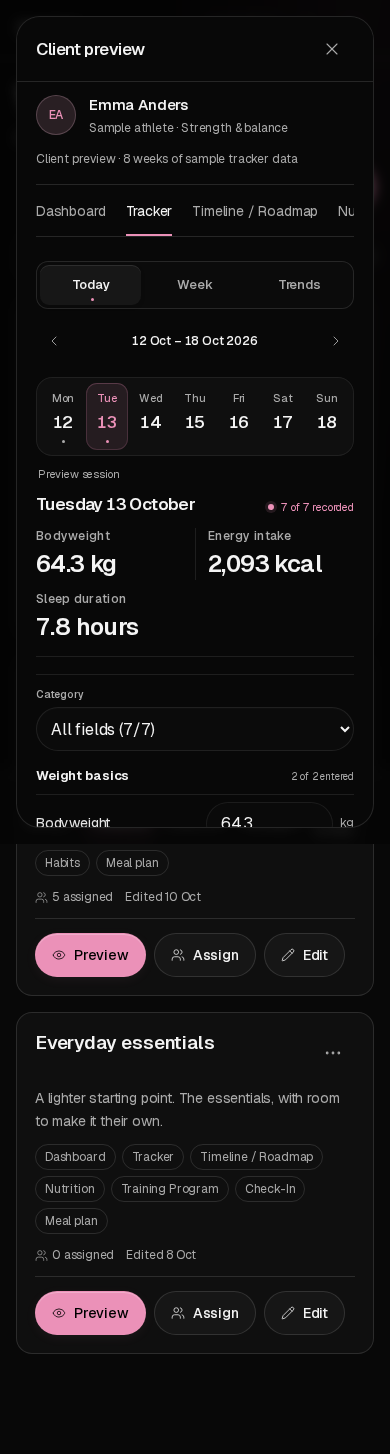 Client preview
EA
Emma Anders
Sample athlete · Strength & balance
Client preview · 8 weeks of sample tracker data
Dashboard Tracker Timeline / Roadmap Nu
Today Week Trends
12 Oct – 18 Oct 2026
Mon Tue Wed Thu Fri Sat Sun
12 13 14 15 16 17 18
Preview session
Tuesday 13 October
7 of 7 recorded
Bodyweight Energy intake
64.3 kg 2,093 kcal
Sleep duration
7.8 hours
Category
All fields (7/7)
Weight basics 2 of 2 entered
Bodyweight 64.3 kg
Habits Meal plan
5 assigned Edited 10 Oct
Preview Assign Edit
Everyday essentials
A lighter starting point. The essentials, with room
to make it their own.
Dashboard Tracker Timeline / Roadmap
Nutrition Training Program Check-In
Meal plan
0 assigned Edited 8 Oct
Preview Assign Edit